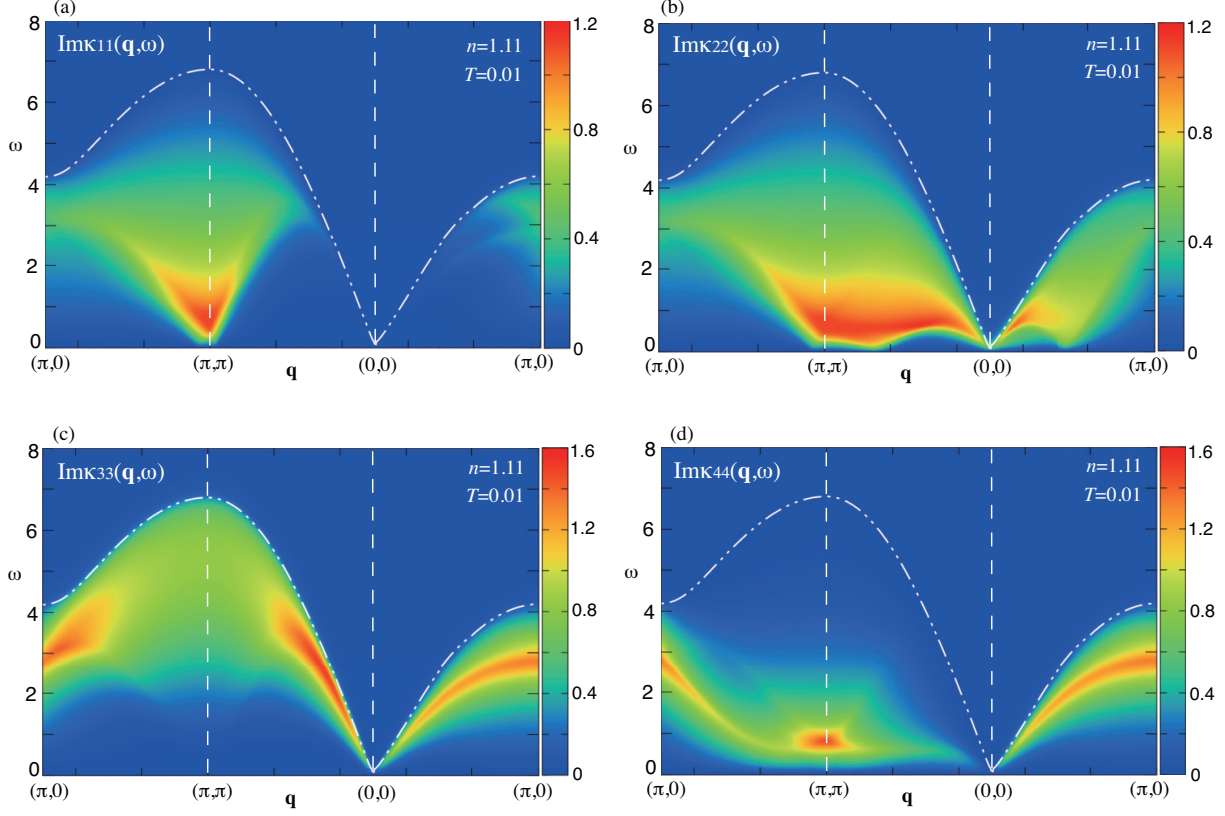 (a)
Imκ11(q,ω)
n=1.11
T=0.01
8
6
4
2
0
ω
(π,0)
(π,π)
(0,0)
(π,0)
q
1.2
0.8
0.4
0
(b)
Imκ22(q,ω)
n=1.11
T=0.01
8
6
4
2
0
ω
(π,0)
(π,π)
(0,0)
(π,0)
q
1.2
0.8
0.4
0
(c)
Imκ33(q,ω)
n=1.11
T=0.01
8
6
4
2
0
ω
(π,0)
(π,π)
(0,0)
(π,0)
q
1.6
1.2
0.8
0.4
0
(d)
Imκ44(q,ω)
n=1.11
T=0.01
8
6
4
2
0
ω
(π,0)
(π,π)
(0,0)
(π,0)
q
1.6
1.2
0.8
0.4
0